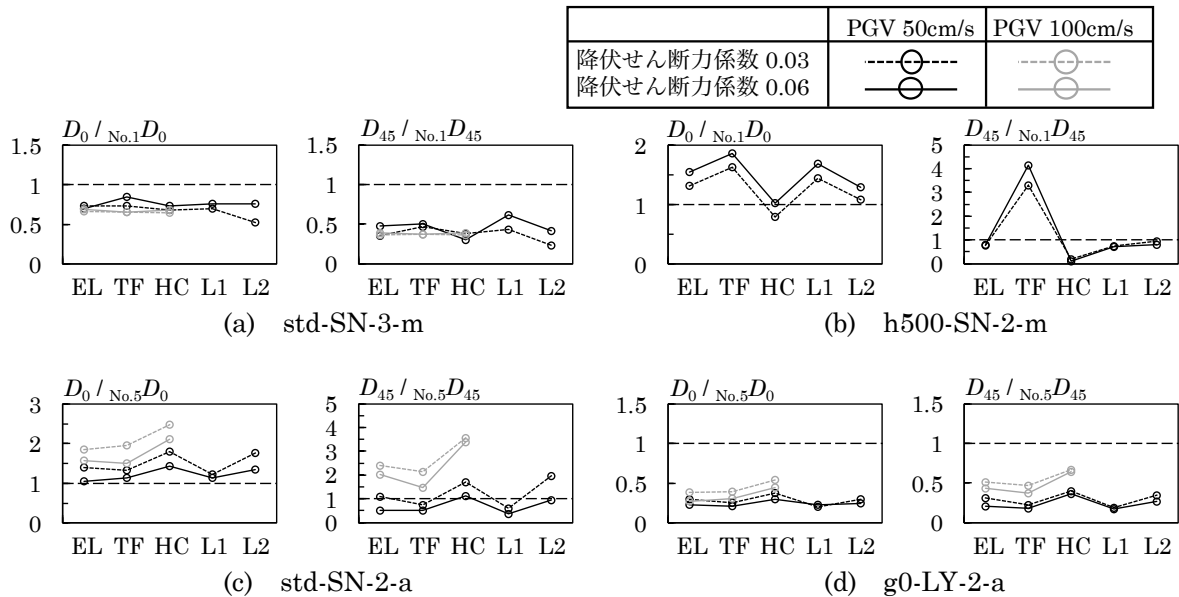 PGV 50cm/s PGV 100cm/s
降伏せん断力係数 0.03
降伏せん断力係数 0.06
D0 / No.1D0
1.5
1
0.5
0
EL TF HC L1 L2
D45 / No.1D45
1.5
1
0.5
0
EL TF HC L1 L2
(a) std-SN-3-m
D0 / No.1D0
2
1
0
EL TF HC L1 L2
D45 / No.1D45
5
4
3
2
1
0
EL TF HC L1 L2
(b) h500-SN-2-m
D0 / No.5D0
3
2
1
0
EL TF HC L1 L2
D45 / No.5D45
5
4
3
2
1
0
EL TF HC L1 L2
(c) std-SN-2-a
D0 / No.5D0
1.5
1
0.5
0
EL TF HC L1 L2
D45 / No.5D45
1.5
1
0.5
0
EL TF HC L1 L2
(d) g0-LY-2-a